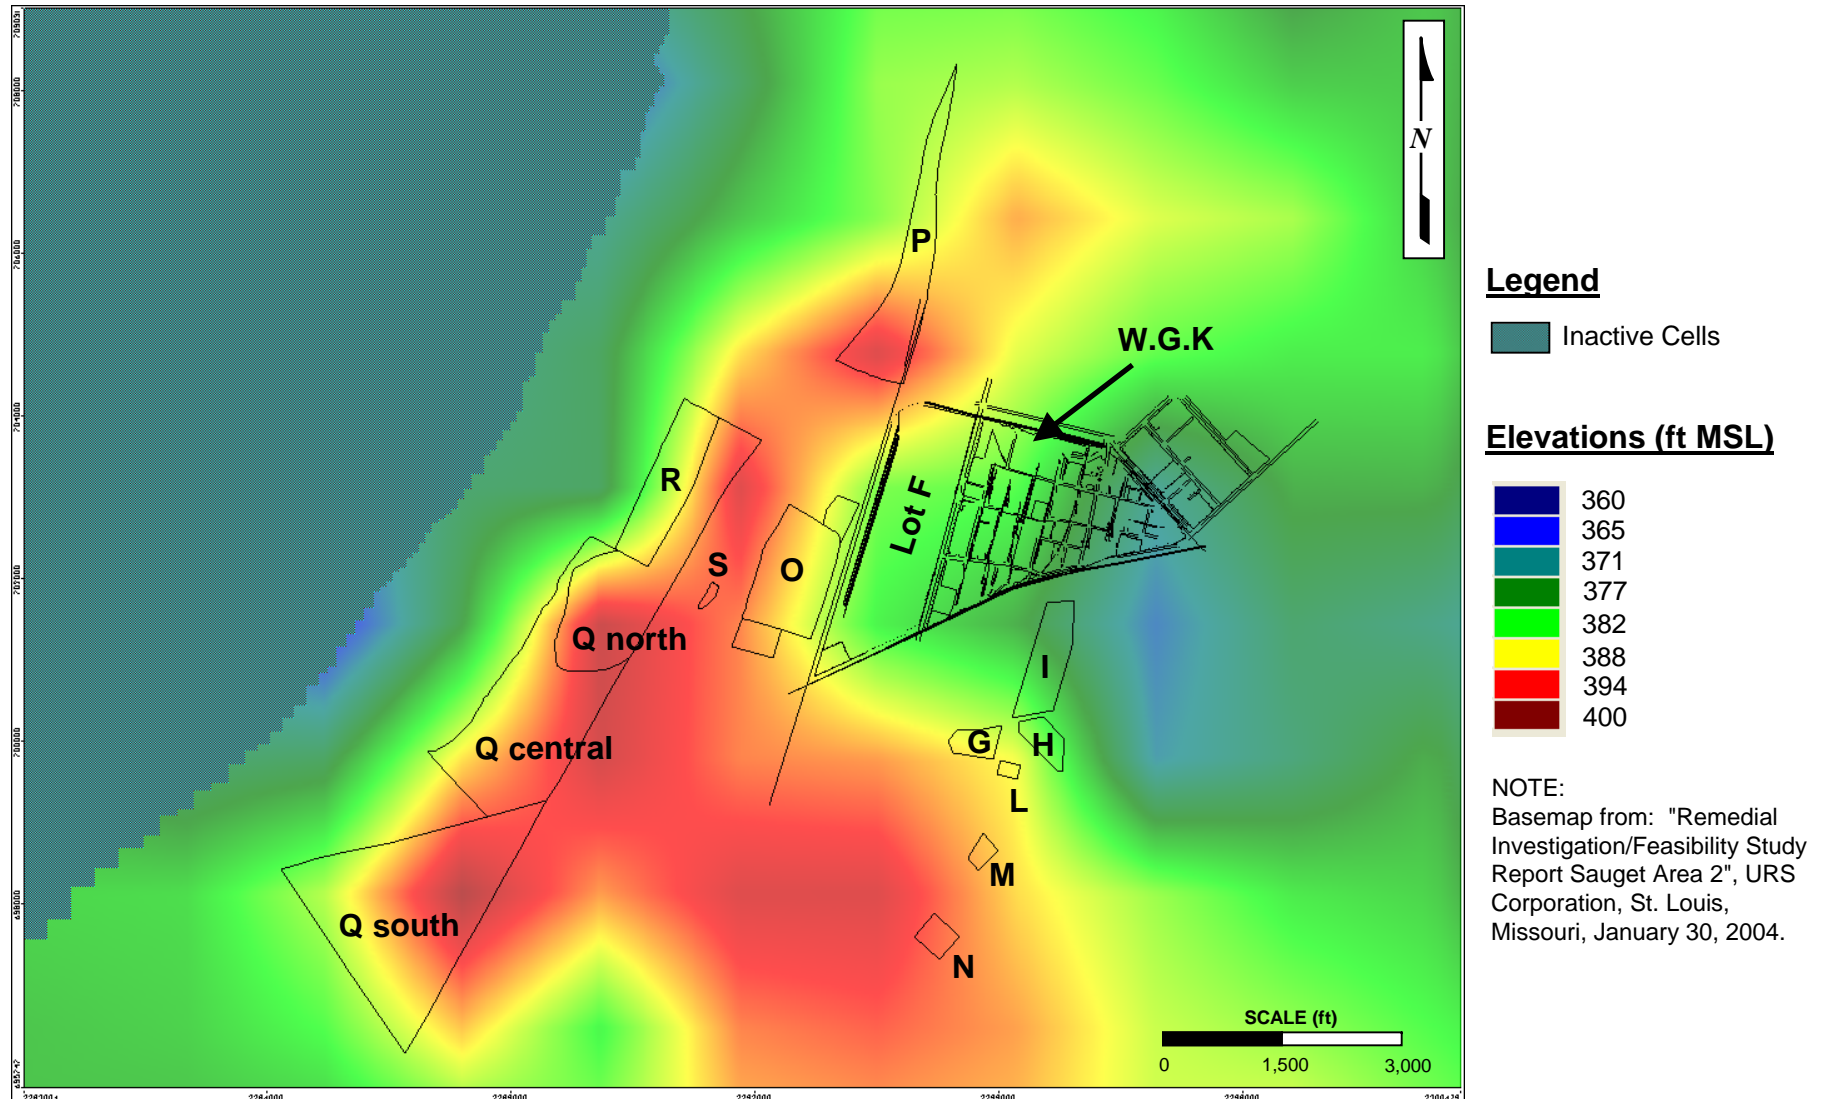 N
P
W.G.K
R
Lot F
S
O
Q north
I
Q central
G
H
L
M
Q south
N
SCALE (ft)
0 1,500 3,000
Legend
Inactive Cells
Elevations (ft MSL)
360
365
371
377
382
388
394
400
NOTE:
Basemap from: "Remedial
Investigation/Feasibility Study
Report Sauget Area 2", URS
Corporation, St. Louis,
Missouri, January 30, 2004.